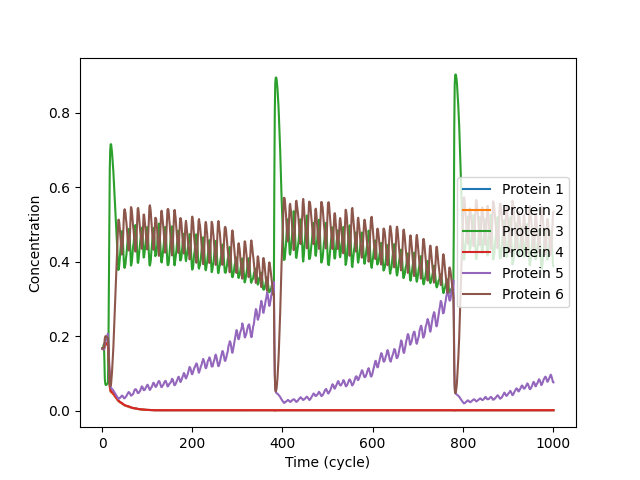 0.8
0.6
0.4
0.2
0.0
Concentration
0 200 400 600 800 1000
Time (cycle)
Protein 1
Protein 2
Protein 3
Protein 4
Protein 5
Protein 6